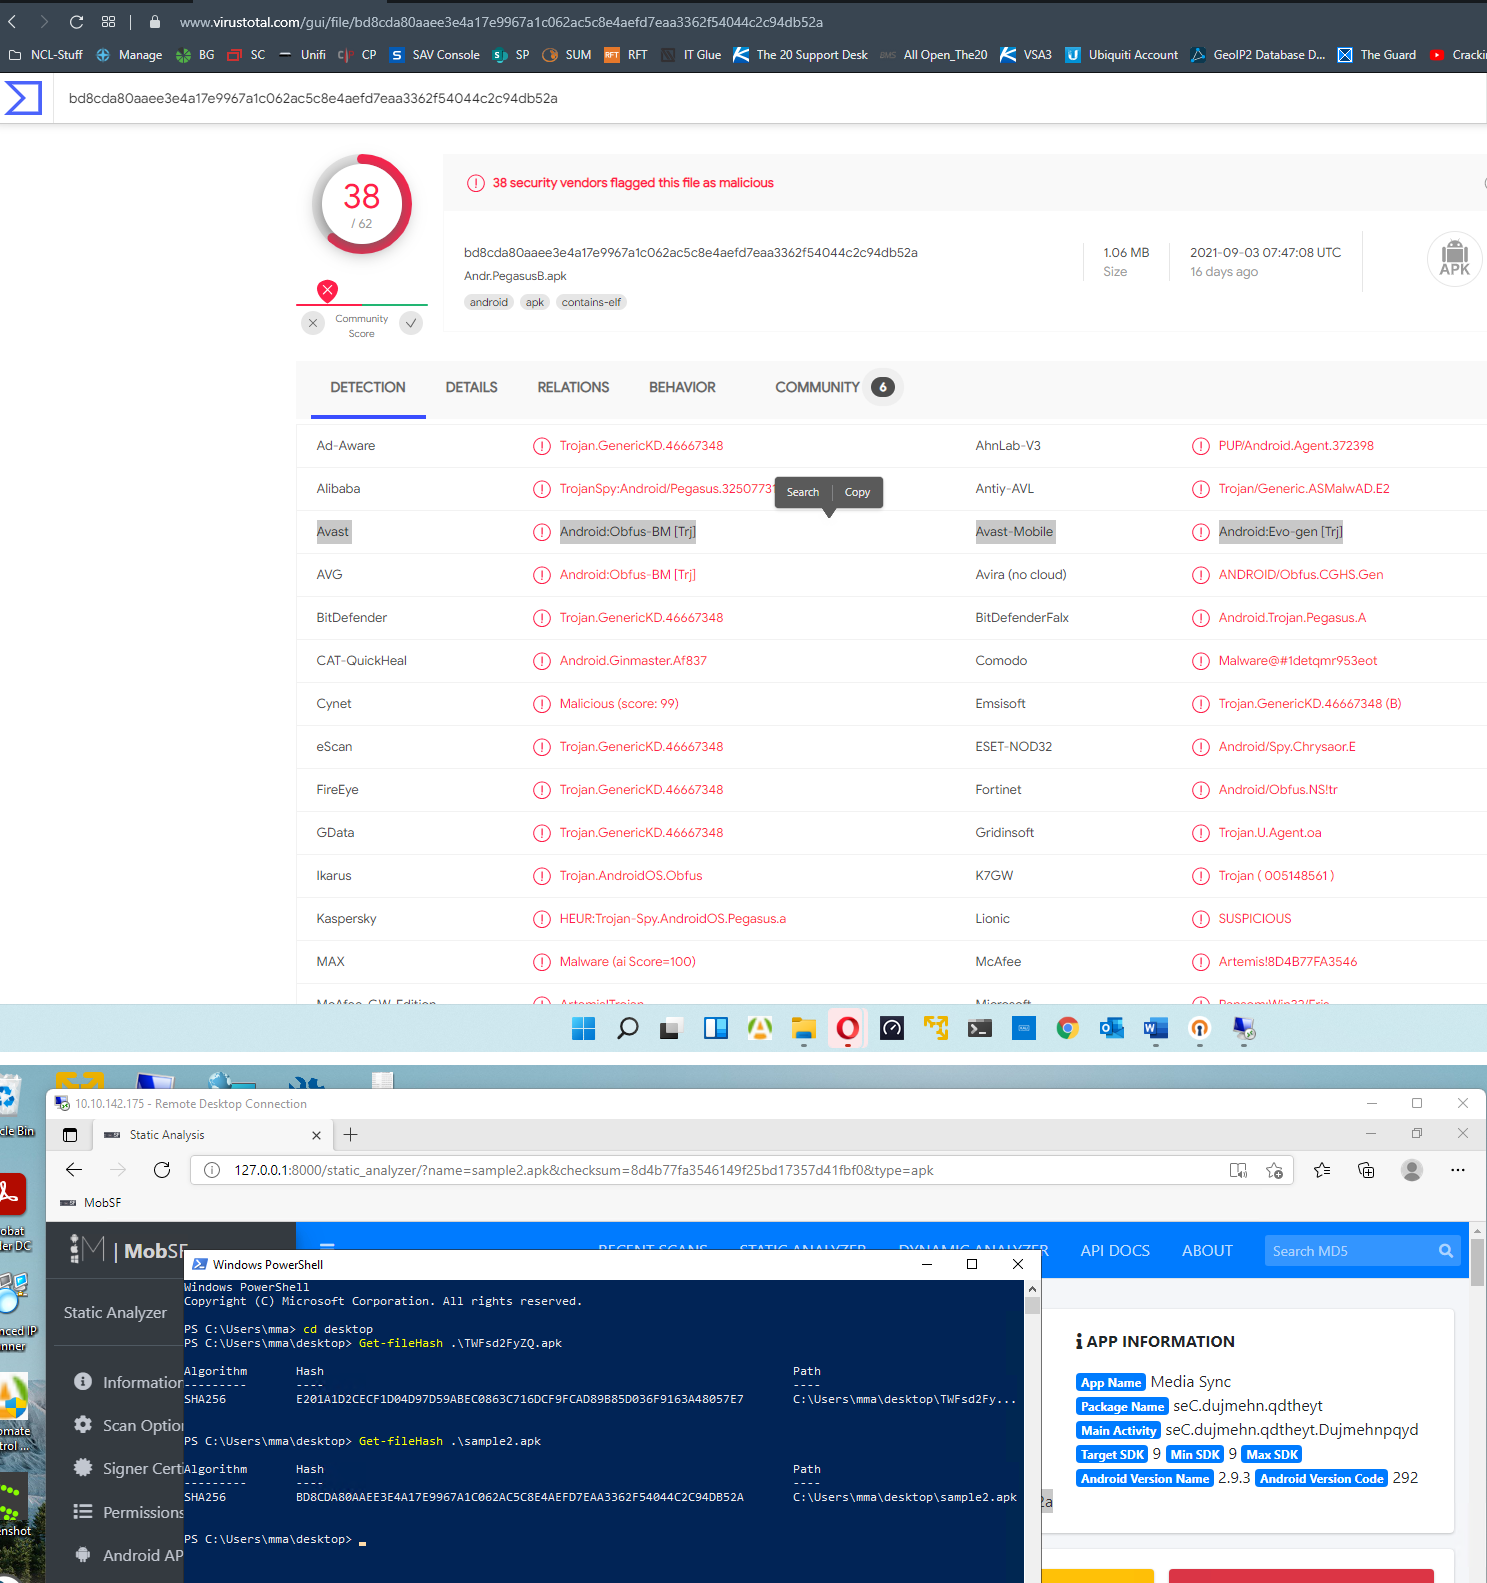 www.virustotal.com/gui/file/bd8cda80aaee3e4a17e9967a1c062ac5c8e4aefd7eaa3362f54044c2c94db52a
NCL-Stuff Manage BG SC Unifi CP SAV Console SP SUM RFT IT Glue The 20 Support Desk All Open_The20 VSA3 Ubiquiti Account GeoIP2 Database D... The Guard Crackin
bd8cda80aaee3e4a17e9967a1c062ac5c8e4aefd7eaa3362f54044c2c94db52a
38
/ 62
38 security vendors flagged this file as malicious
bd8cda80aaee3e4a17e9967a1c062ac5c8e4aefd7eaa3362f54044c2c94db52a
Andr.PegasusB.apk
android apk contains-elf
1.06 MB
Size
2021-09-03 07:47:08 UTC
16 days ago
APK
Community
Score
DETECTION DETAILS RELATIONS BEHAVIOR COMMUNITY 6
Ad-Aware Trojan.GenericKD.46667348 AhnLab-V3 PUP/Android.Agent.372398
Alibaba TrojanSpy:Android/Pegasus.3250773 Antiy-AVL Trojan/Generic.ASMalwAD.E2
Search Copy
Avast Android:Obfus-BM [Trj] Avast-Mobile Android:Evo-gen [Trj]
AVG Android:Obfus-BM [Trj] Avira (no cloud) ANDROID/Obfus.CGHS.Gen
BitDefender Trojan.GenericKD.46667348 BitDefenderFalx Android.Trojan.Pegasus.A
CAT-QuickHeal Android.Ginmaster.Af837 Comodo Malware@#1detqmr953eot
Cynet Malicious (score: 99) Emsisoft Trojan.GenericKD.46667348 (B)
eScan Trojan.GenericKD.46667348 ESET-NOD32 Android/Spy.Chrysaor.E
FireEye Trojan.GenericKD.46667348 Fortinet Android/Obfus.NS!tr
GData Trojan.GenericKD.46667348 Gridinsoft Trojan.U.Agent.oa
Ikarus Trojan.AndroidOS.Obfus K7GW Trojan ( 005148561 )
Kaspersky HEUR:Trojan-Spy.AndroidOS.Pegasus.a Lionic SUSPICIOUS
MAX Malware (ai Score=100) McAfee Artemis!8D4B77FA3546
McAfee-GW-Edition Artemis!Trojan Microsoft Ransom:Win32/Eris
cle Bin
10.10.142.175 - Remote Desktop Connection
Static Analysis
127.0.0.1:8000/static_analyzer/?name=sample2.apk&checksum=8d4b77fa3546149f25bd17357d41fbf0&type=apk
MobSF
obat
ler DC
| MobSF
RECENT SCANS STATIC ANALYZER DYNAMIC ANALYZER API DOCS ABOUT Search MD5
Static Analyzer
nced IP
nner
Information
Scan Optio
Signer Certi
Permissions
Android AP
omate
trol ...
enshot
Windows PowerShell
Windows PowerShell
Copyright (C) Microsoft Corporation. All rights reserved.
PS C:\Users\mma> cd desktop
PS C:\Users\mma\desktop> Get-fileHash .\TWFsd2FyZQ.apk
Algorithm Hash Path
--------- ---- ----
SHA256 E201A1D2CECF1D04D97D59ABEC0863C716DCF9FCAD89B85D036F9163A48057E7 C:\Users\mma\desktop\TWFsd2Fy...
PS C:\Users\mma\desktop> Get-fileHash .\sample2.apk
Algorithm Hash Path
--------- ---- ----
SHA256 BD8CDA80AAEE3E4A17E9967A1C062AC5C8E4AEFD7EAA3362F54044C2C94DB52A C:\Users\mma\desktop\sample2.apk
PS C:\Users\mma\desktop>
APP INFORMATION
App Name Media Sync
Package Name seC.dujmehn.qdtheyt
Main Activity seC.dujmehn.qdtheyt.Dujmehnpqyd
Target SDK 9 Min SDK 9 Max SDK
Android Version Name 2.9.3 Android Version Code 292
2a